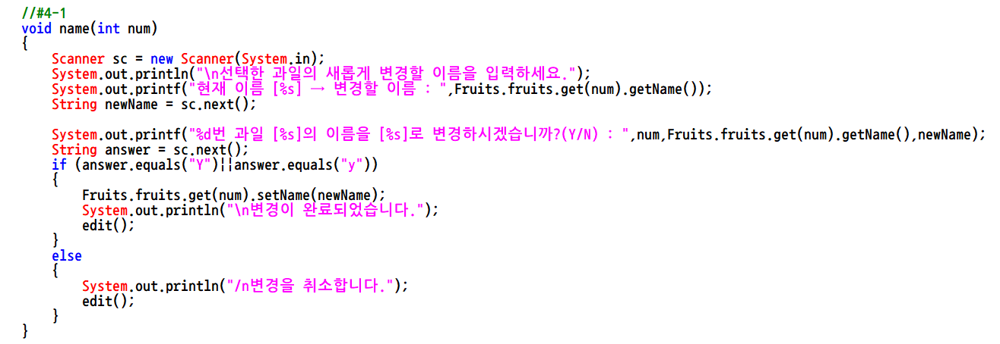 //#4-1
void name(int num)
{
    Scanner sc = new Scanner(System.in);
    System.out.println("\n선택한 과일의 새롭게 변경할 이름을 입력하세요.");
    System.out.printf("현재 이름 [%s] → 변경할 이름 : ",Fruits.fruits.get(num).getName());
    String newName = sc.next();

    System.out.printf("%d번 과일 [%s]의 이름을 [%s]로 변경하시겠습니까?(Y/N) : ",num,Fruits.fruits.get(num).getName(),newName);
    String answer = sc.next();
    if (answer.equals("Y")||answer.equals("y"))
    {
        Fruits.fruits.get(num).setName(newName);
        System.out.println("\n변경이 완료되었습니다.");
        edit();
    }
    else
    {
        System.out.println("/n변경을 취소합니다.");
        edit();
    }
}